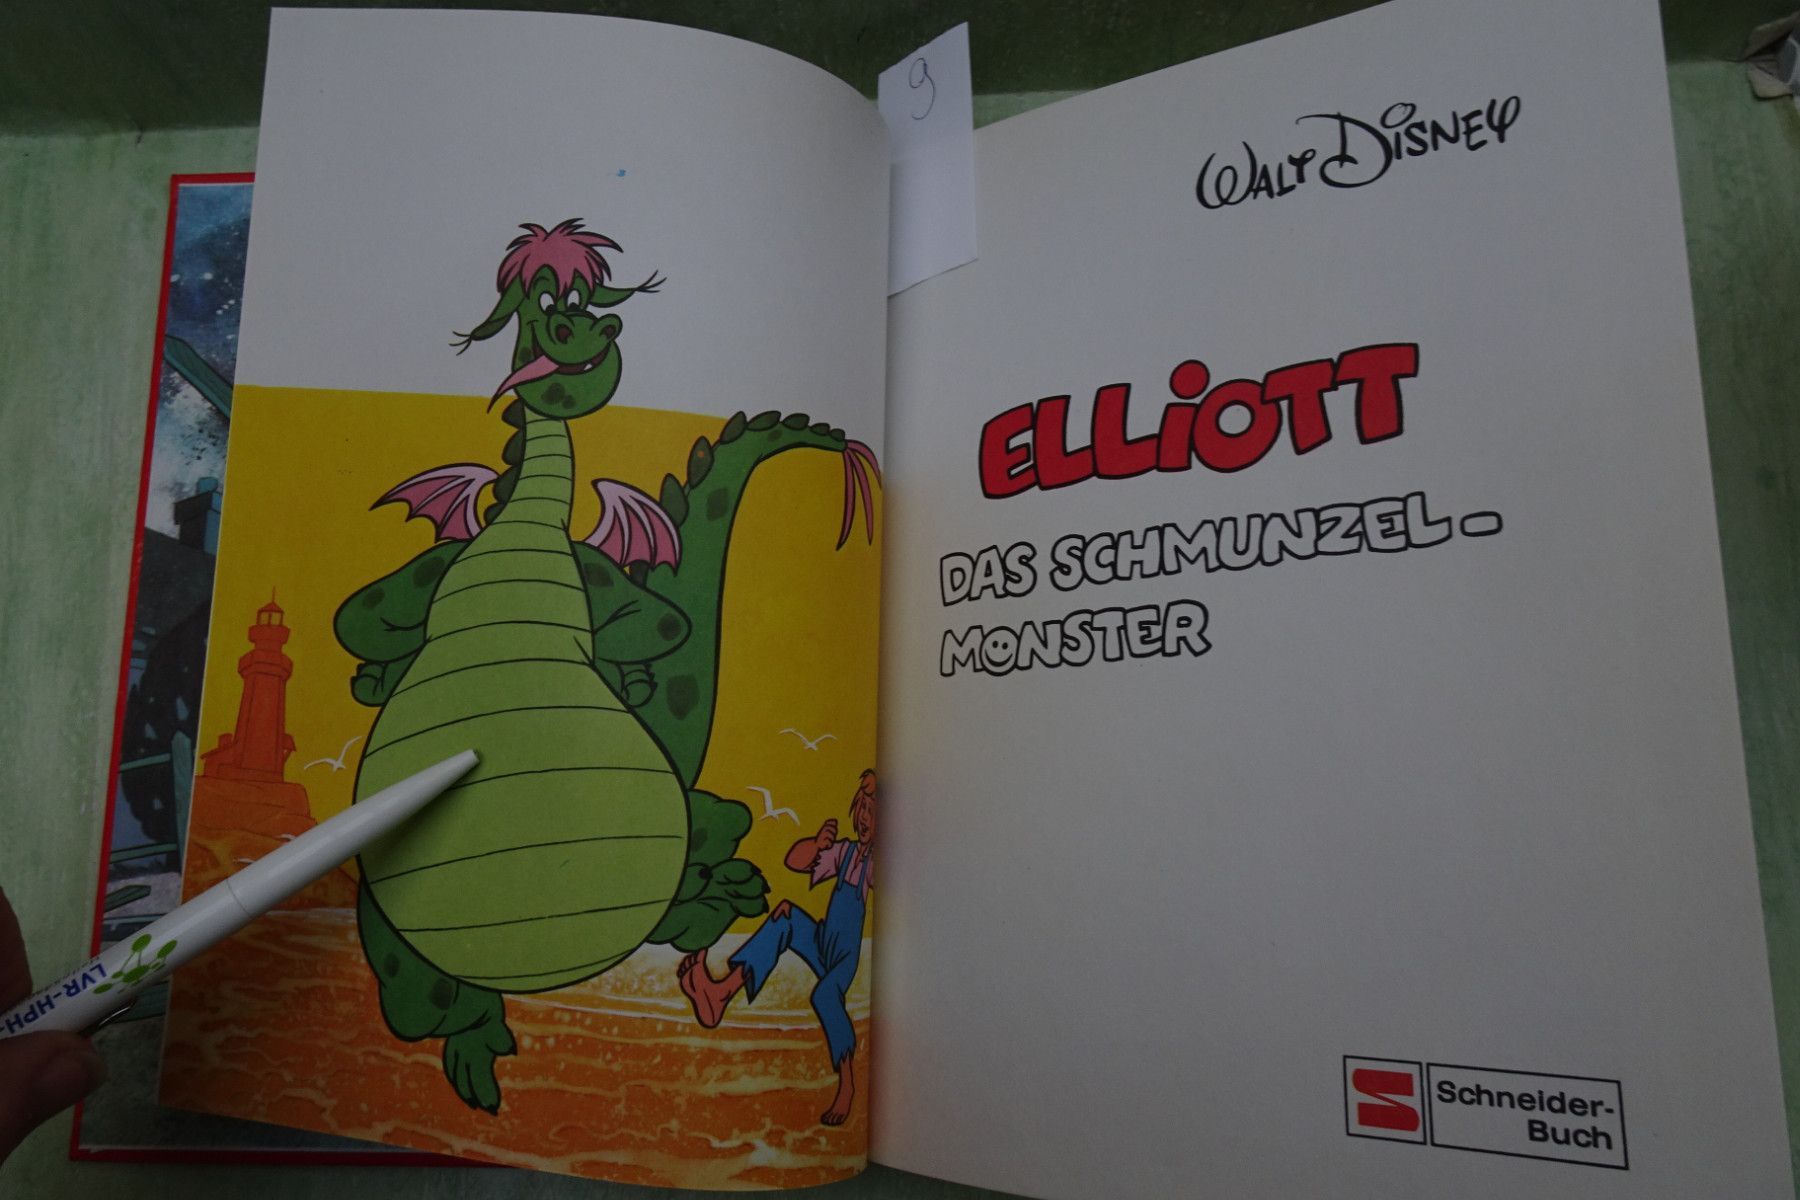 9
WALT DISNEY
ELLiOTT
DAS SCHMUNZEL-
MONSTER
Schneider-
Buch
LVR-HPH-